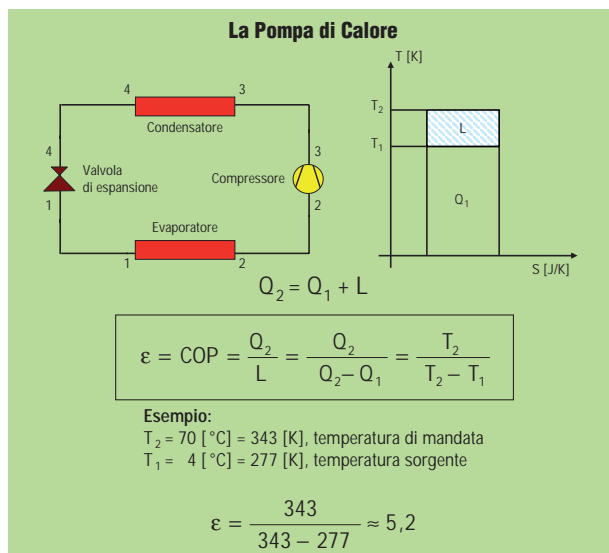 La Pompa di Calore
4 3
Condensatore
4
Valvola
di espansione
1
3
Compressore
2
Evaporatore
1 2
T [K]
T₂
L
T₁
Q₁
S [J/K]
Q₂ = Q₁ + L
ε = COP = Q₂ / L = Q₂ / (Q₂ – Q₁) = T₂ / (T₂ – T₁)
Esempio:
T₂ = 70 [°C] = 343 [K], temperatura di mandata
T₁ = 4 [°C] = 277 [K], temperatura sorgente
ε = 343 / (343 – 277) ≈ 5,2